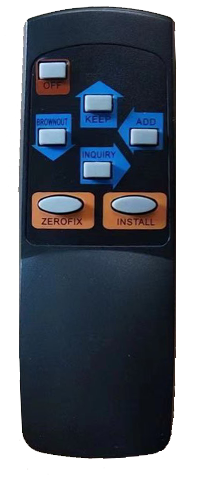 OFF
KEEP
BROWNOUT
ADD
INQUIRY
ZEROFIX
INSTALL